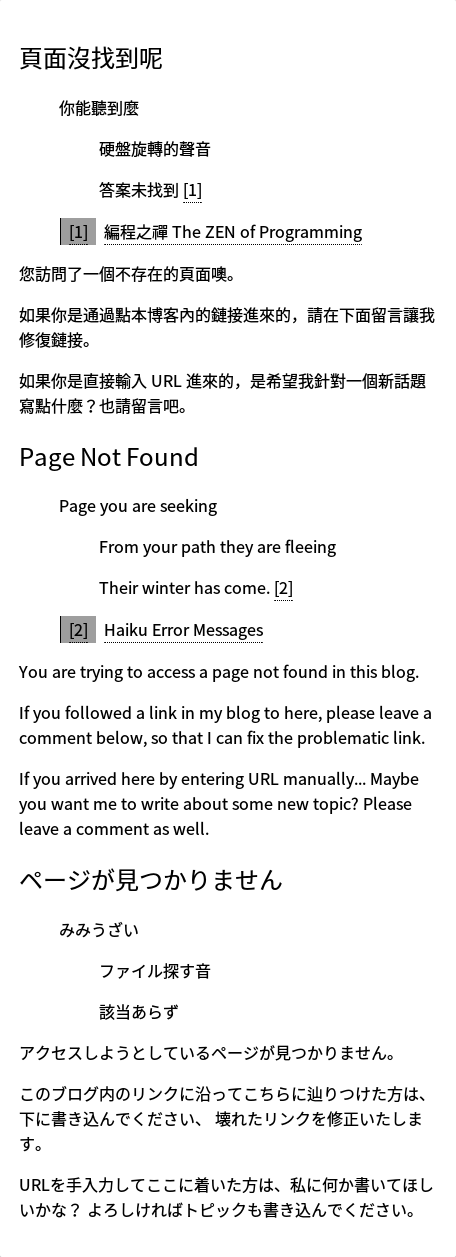 頁面沒找到呢
你能聽到麼
硬盤旋轉的聲音
答案未找到 [1]
[1] 編程之禪 The ZEN of Programming
您訪問了一個不存在的頁面噢。
如果你是通過點本博客內的鏈接進來的，請在下面留言讓我
修復鏈接。
如果你是直接輸入 URL 進來的，是希望我針對一個新話題
寫點什麼？也請留言吧。
Page Not Found
Page you are seeking
From your path they are fleeing
Their winter has come. [2]
[2] Haiku Error Messages
You are trying to access a page not found in this blog.
If you followed a link in my blog to here, please leave a
comment below, so that I can fix the problematic link.
If you arrived here by entering URL manually... Maybe
you want me to write about some new topic? Please
leave a comment as well.
ページが見つかりません
みみうざい
ファイル探す音
該当あらず
アクセスしようとしているページが見つかりません。
このブログ内のリンクに沿ってこちらに辿りつけた方は、
下に書き込んでください、 壊れたリンクを修正いたしま
す。
URLを手入力してここに着いた方は、私に何か書いてほし
いかな？ よろしければトピックも書き込んでください。